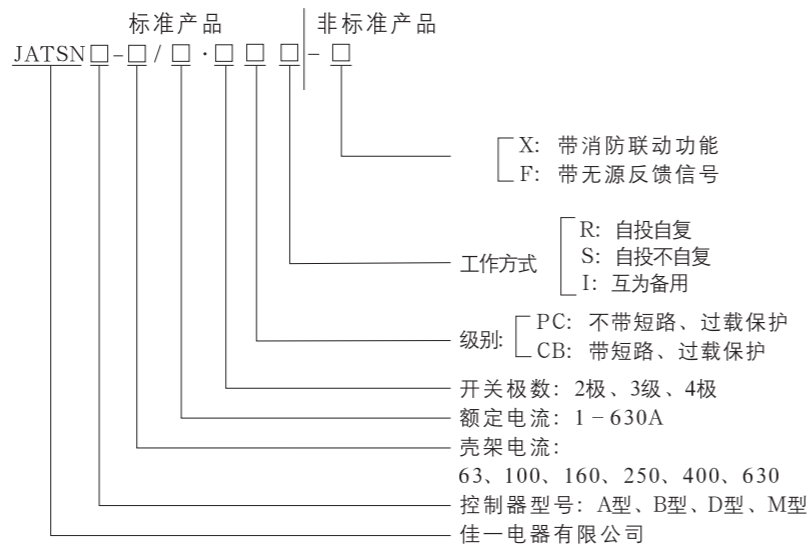 标准产品 非标准产品
JATSN□-□/□·□□□-□
X: 带消防联动功能
F: 带无源反馈信号
R: 自投自复
工作方式 S: 自投不自复
I: 互为备用
PC: 不带短路、过载保护
级别:
CB: 带短路、过载保护
开关极数: 2极、3级、4极
额定电流: 1-630A
壳架电流:
63、100、160、250、400、630
控制器型号: A型、B型、D型、M型
佳一电器有限公司